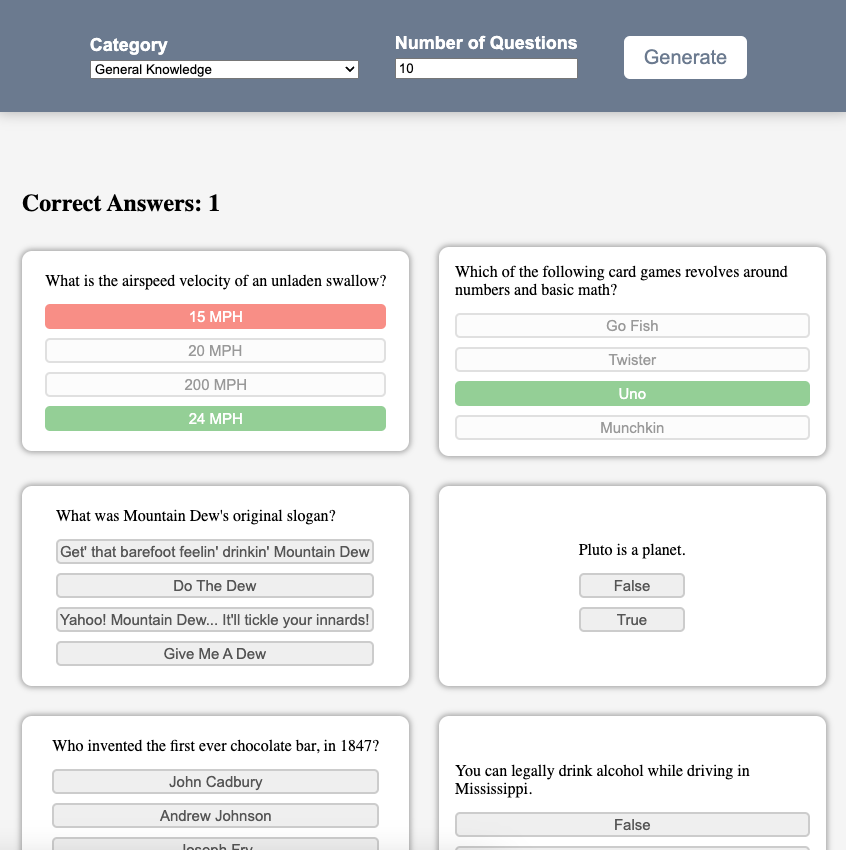 Category
Number of Questions
General Knowledge
10
Generate
Correct Answers: 1
What is the airspeed velocity of an unladen swallow?
15 MPH
20 MPH
200 MPH
24 MPH
Which of the following card games revolves around
numbers and basic math?
Go Fish
Twister
Uno
Munchkin
What was Mountain Dew's original slogan?
Get' that barefoot feelin' drinkin' Mountain Dew
Do The Dew
Yahoo! Mountain Dew... It'll tickle your innards!
Give Me A Dew
Pluto is a planet.
False
True
Who invented the first ever chocolate bar, in 1847?
John Cadbury
Andrew Johnson
Joseph Fry
You can legally drink alcohol while driving in
Mississippi.
False